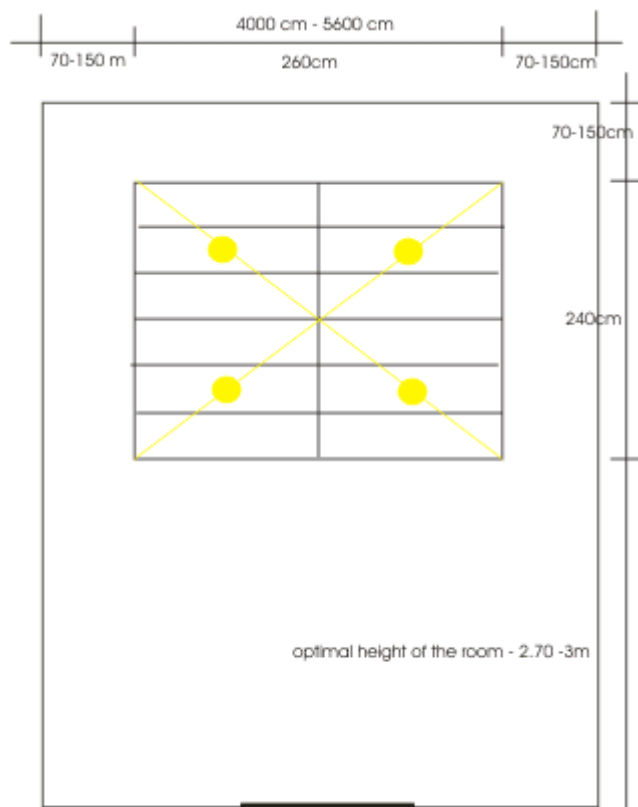 4000 cm - 5600 cm
70-150 m
260cm
70-150cm
70-150cm
240cm
optimal height of the room - 2.70 -3m